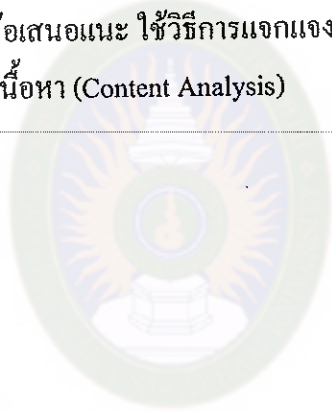 อเสนอแนะ ใช้วิธีการแจกแจง
นื้อหา (Content Analysis)